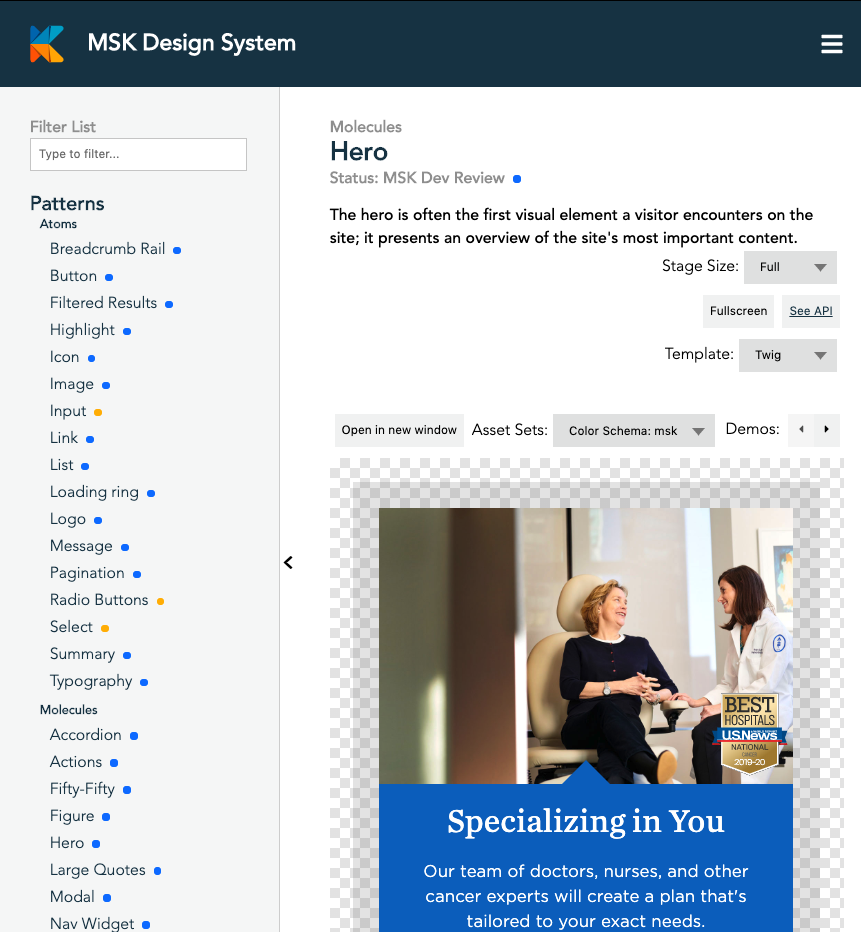 MSK Design System
Filter List
Type to filter...
Patterns
Atoms
Breadcrumb Rail
Button
Filtered Results
Highlight
Icon
Image
Input
Link
List
Loading ring
Logo
Message
Pagination
Radio Buttons
Select
Summary
Typography
Molecules
Accordion
Actions
Fifty-Fifty
Figure
Hero
Large Quotes
Modal
Nav Widget
Molecules
Hero
Status: MSK Dev Review
The hero is often the first visual element a visitor encounters on the
site; it presents an overview of the site's most important content.
Stage Size: Full
Fullscreen See API
Template: Twig
Open in new window Asset Sets: Color Schema: msk Demos:
BEST
HOSPITALS
U.S.News
NATIONAL
CANCER
2019-20
Specializing in You
Our team of doctors, nurses, and other
cancer experts will create a plan that's
tailored to your exact needs.